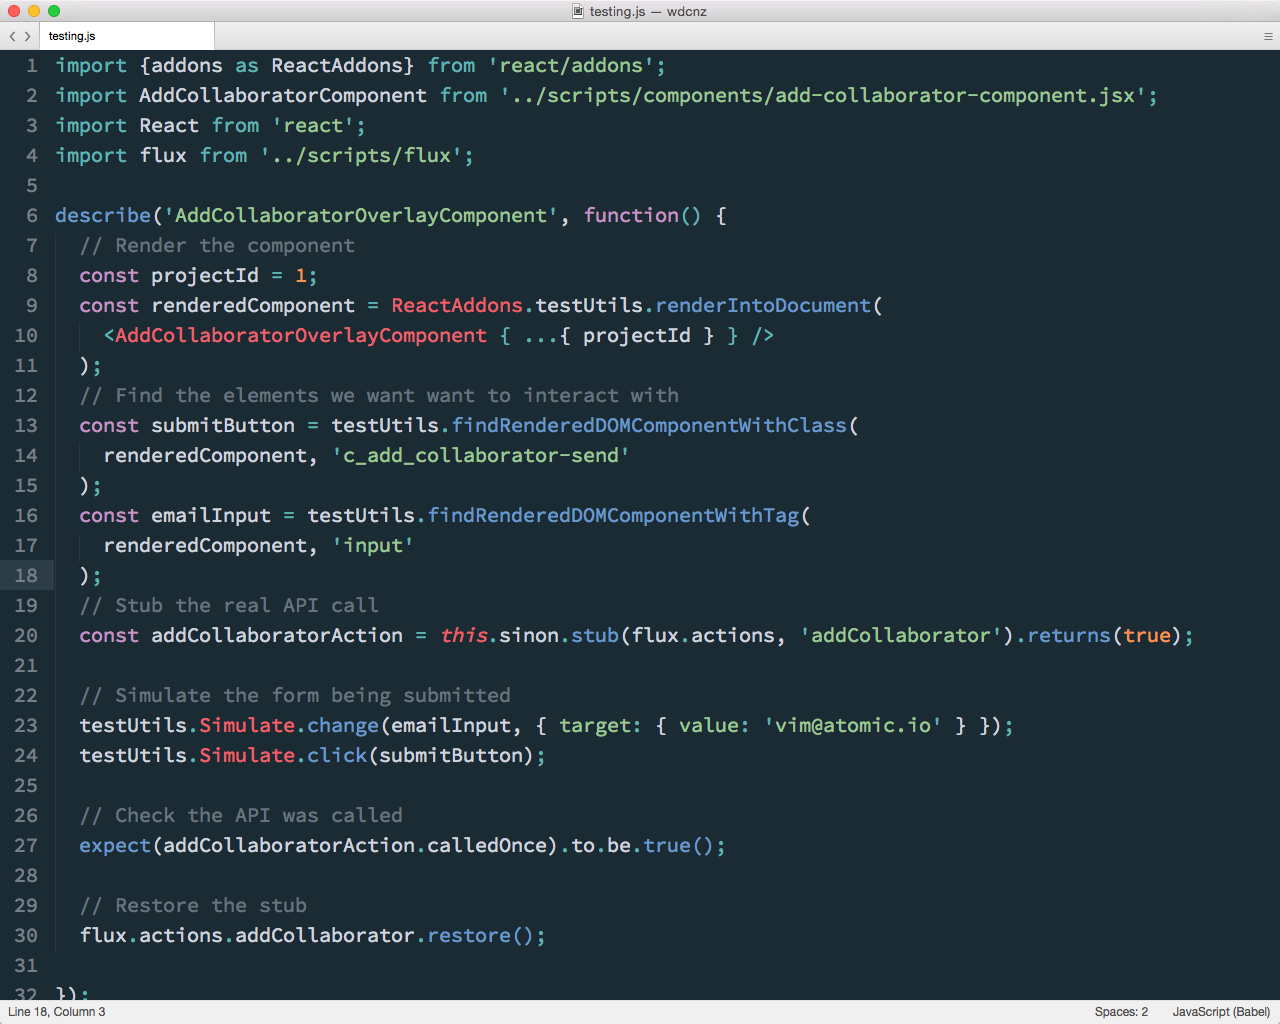 testing.js — wdcnz
testing.js
1 import {addons as ReactAddons} from 'react/addons';
2 import AddCollaboratorComponent from '../scripts/components/add-collaborator-component.jsx';
3 import React from 'react';
4 import flux from '../scripts/flux';
5
6 describe('AddCollaboratorOverlayComponent', function() {
7   // Render the component
8   const projectId = 1;
9   const renderedComponent = ReactAddons.testUtils.renderIntoDocument(
10     <AddCollaboratorOverlayComponent { ...{ projectId } } />
11   );
12   // Find the elements we want want to interact with
13   const submitButton = testUtils.findRenderedDOMComponentWithClass(
14     renderedComponent, 'c_add_collaborator-send'
15   );
16   const emailInput = testUtils.findRenderedDOMComponentWithTag(
17     renderedComponent, 'input'
18   );
19   // Stub the real API call
20   const addCollaboratorAction = this.sinon.stub(flux.actions, 'addCollaborator').returns(true);
21
22   // Simulate the form being submitted
23   testUtils.Simulate.change(emailInput, { target: { value: 'vim@atomic.io' } });
24   testUtils.Simulate.click(submitButton);
25
26   // Check the API was called
27   expect(addCollaboratorAction.calledOnce).to.be.true();
28
29   // Restore the stub
30   flux.actions.addCollaborator.restore();
31
32 });
Line 18, Column 3
Spaces: 2
JavaScript (Babel)